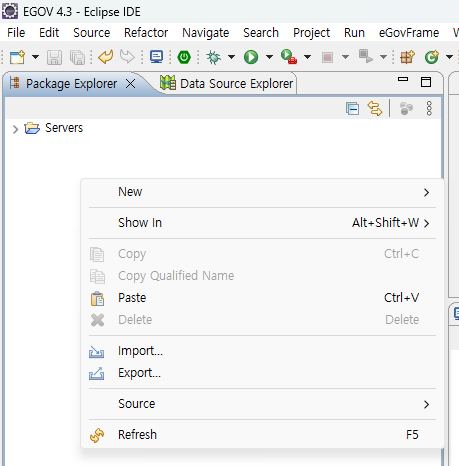 EGOV 4.3 - Eclipse IDE
File Edit Source Refactor Navigate Search Project Run eGovFrame
Package Explorer Data Source Explorer
Servers
New
Show In Alt+Shift+W
Copy Ctrl+C
Copy Qualified Name
Paste Ctrl+V
Delete Delete
Import...
Export...
Source
Refresh F5